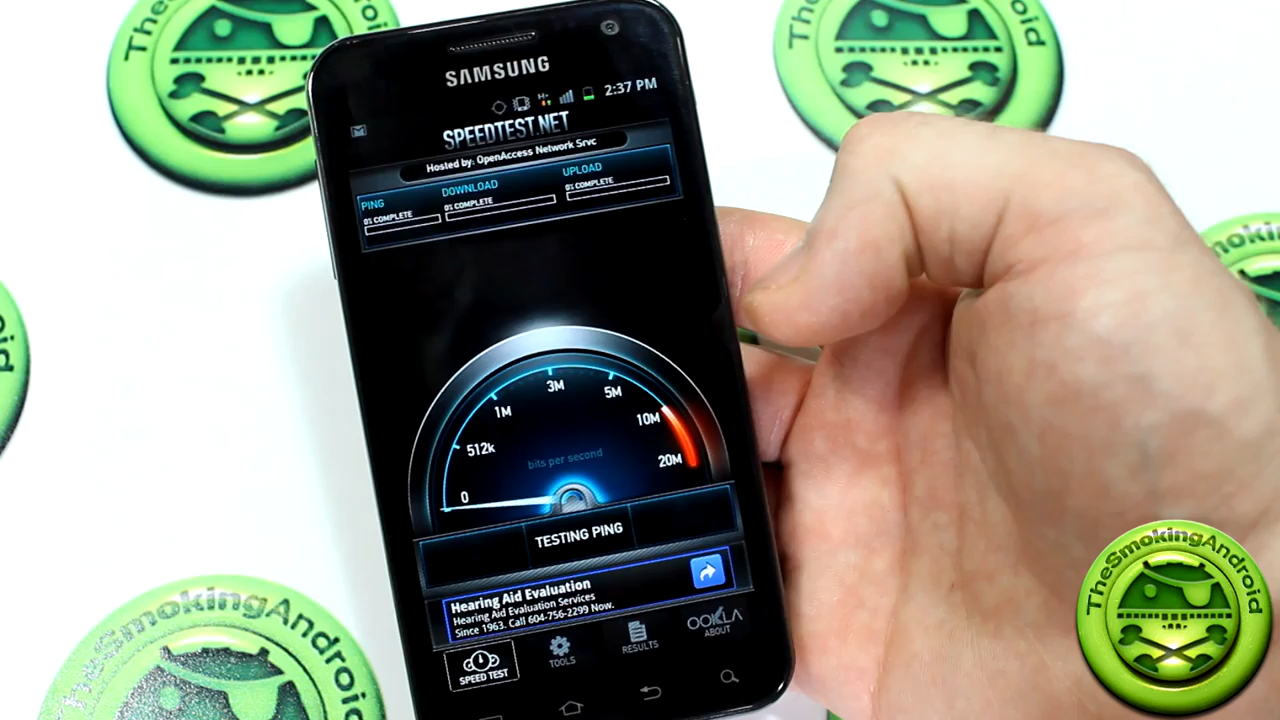 TheSmokingAndroid
SAMSUNG
H+
2:37 PM
SPEEDTEST.NET
Hosted by: OpenAccess Network Srvc
PING
0% COMPLETE
DOWNLOAD
0% COMPLETE
UPLOAD
0% COMPLETE
0
512k
1M
3M
5M
10M
20M
bits per second
TESTING PING
Hearing Aid Evaluation
Hearing Aid Evaluation Services
Since 1963. Call 604-756-2299 Now.
SPEED TEST
TOOLS
RESULTS
OOKLA
ABOUT
TheSmokingAndroid